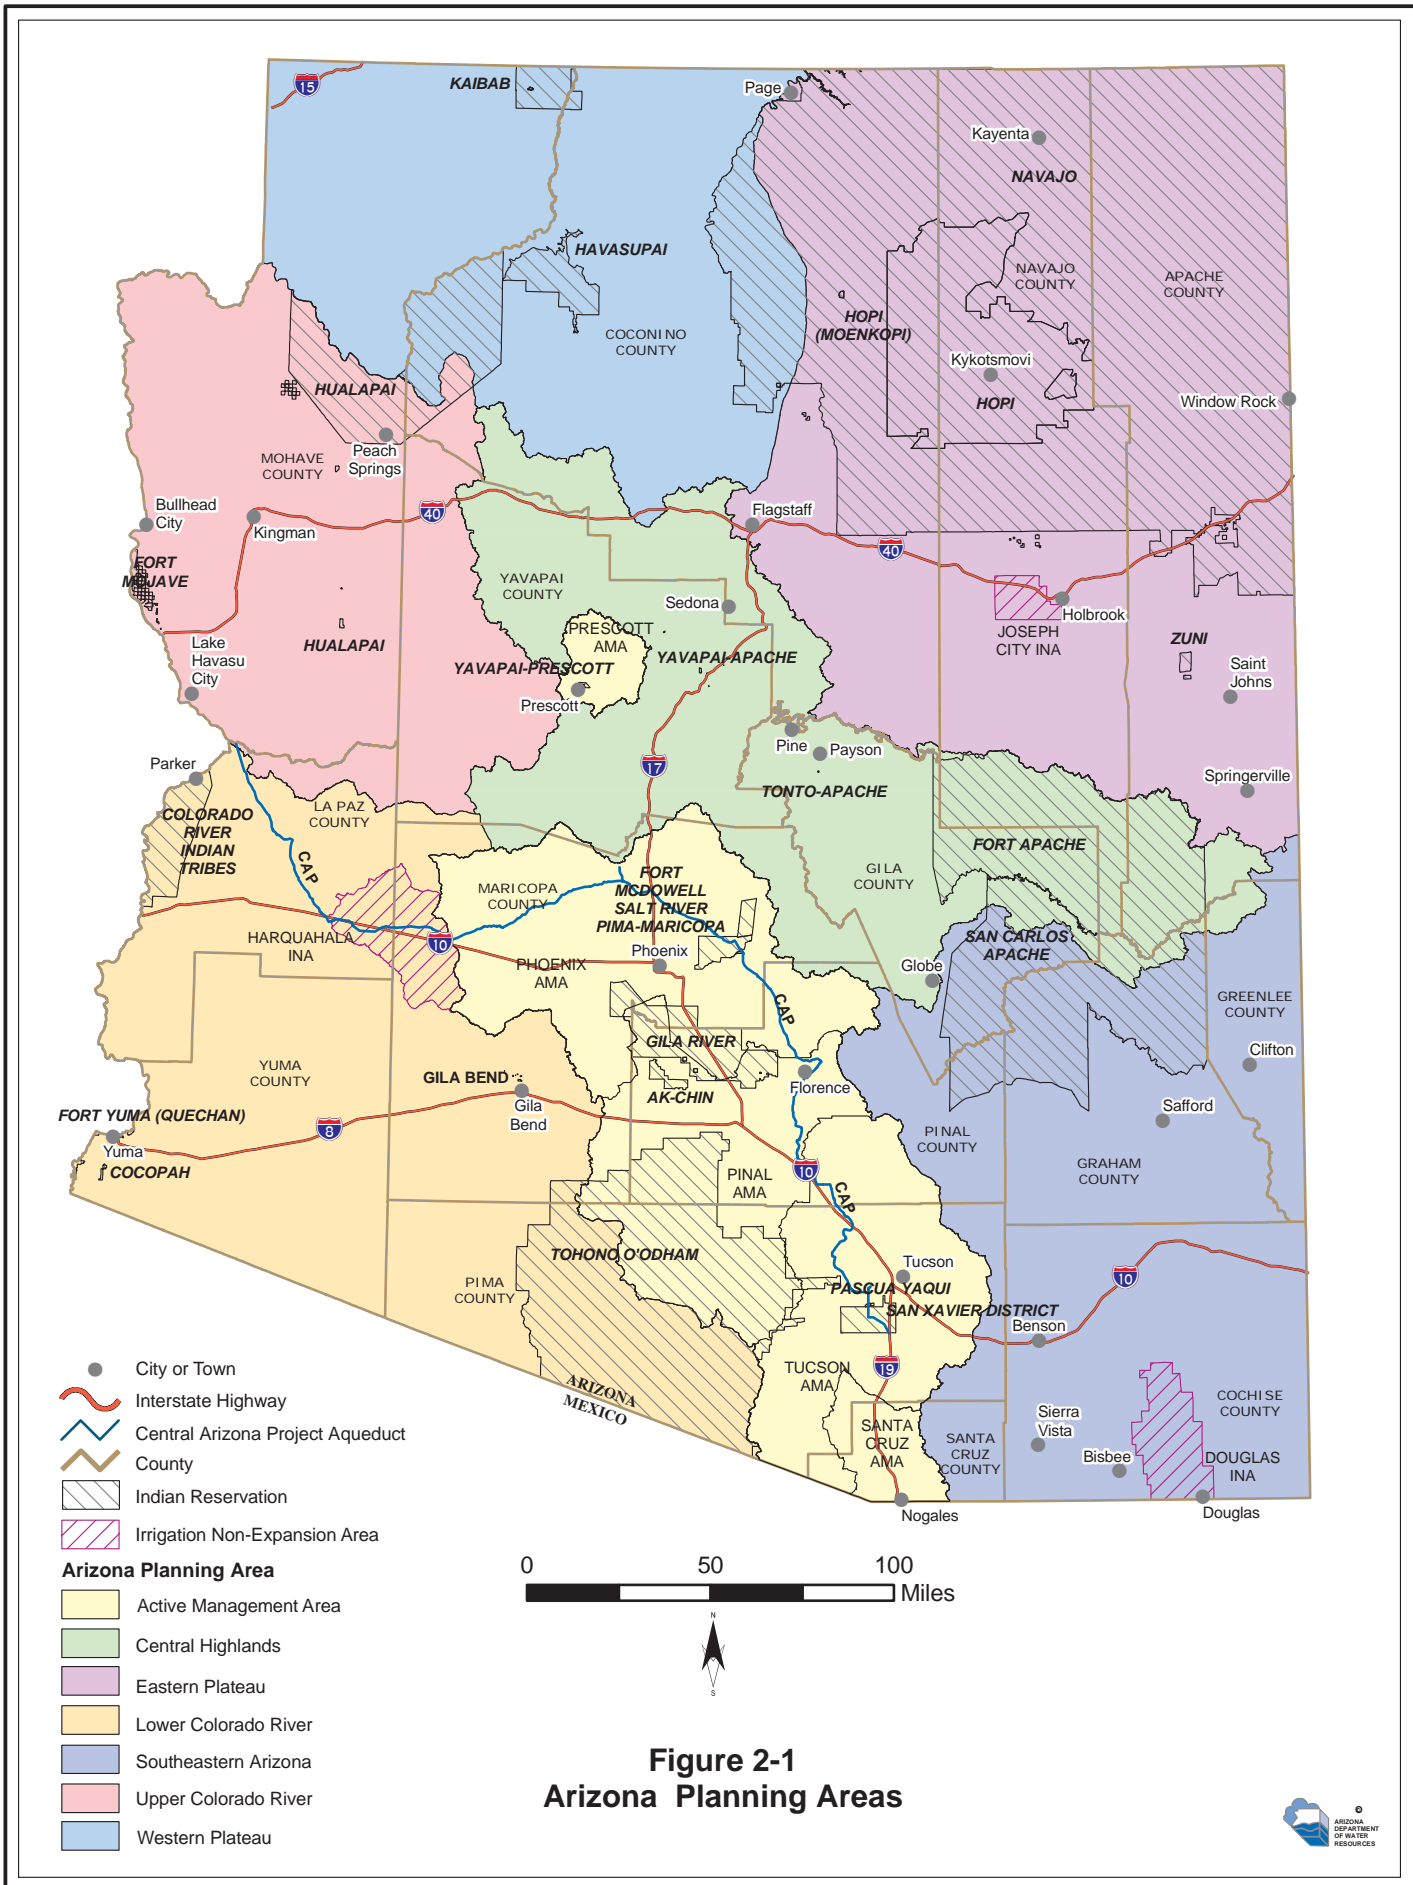 15
KAIBAB
Page
Kayenta
NAVAJO
HAVASUPAI
NAVAJO
COUNTY
APACHE
COUNTY
COCONINO
COUNTY
HOPI
(MOENKOPI)
Kykotsmovi
HOPI
Window Rock
HUALAPAI
Peach
Springs
MOHAVE
COUNTY
Bullhead
City
Kingman
40
Flagstaff
40
FORT
MOJAVE
YAVAPAI
COUNTY
Sedona
Holbrook
JOSEPH
CITY INA
ZUNI
PRESCOTT
AMA
Lake
Havasu
City
HUALAPAI
YAVAPAI-PRESCOTT
YAVAPAI-APACHE
Saint
Johns
Prescott
Pine
Payson
17
Parker
TONTO-APACHE
Springerville
LA PAZ
COUNTY
COLORADO
RIVER
INDIAN
TRIBES
CAP
FORT APACHE
GILA
COUNTY
MARICOPA
COUNTY
FORT
MCDOWELL
SALT RIVER
PIMA-MARICOPA
HARQUAHALA
INA
10
Phoenix
PHOENIX
AMA
SAN CARLOS
APACHE
Globe
GREENLEE
COUNTY
CAP
GILA RIVER
Clifton
YUMA
COUNTY
GILA BEND
Gila
Bend
Florence
AK-CHIN
Safford
FORT YUMA (QUECHAN)
8
Yuma
COCOPAH
PINAL
COUNTY
GRAHAM
COUNTY
10
PINAL
AMA
CAP
TOHONO O'ODHAM
Tucson
10
PIMA
COUNTY
PASCUA YAQUI
SAN XAVIER DISTRICT
Benson
TUCSON
AMA
19
ARIZONA
MEXICO
COCHISE
COUNTY
Sierra
Vista
SANTA
CRUZ
AMA
SANTA
CRUZ
COUNTY
Bisbee
DOUGLAS
INA
Nogales
Douglas
City or Town
Interstate Highway
Central Arizona Project Aqueduct
County
Indian Reservation
Irrigation Non-Expansion Area
Arizona Planning Area
Active Management Area
Central Highlands
Eastern Plateau
Lower Colorado River
Southeastern Arizona
Upper Colorado River
Western Plateau
0 50 100
Miles
N
S
Figure 2-1
Arizona Planning Areas
©
ARIZONA
DEPARTMENT
OF WATER
RESOURCES